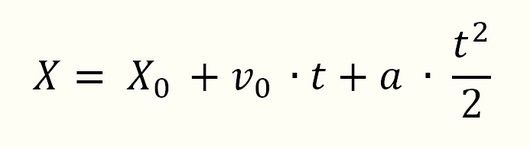 X = X₀ + v₀ · t + a · t²/2